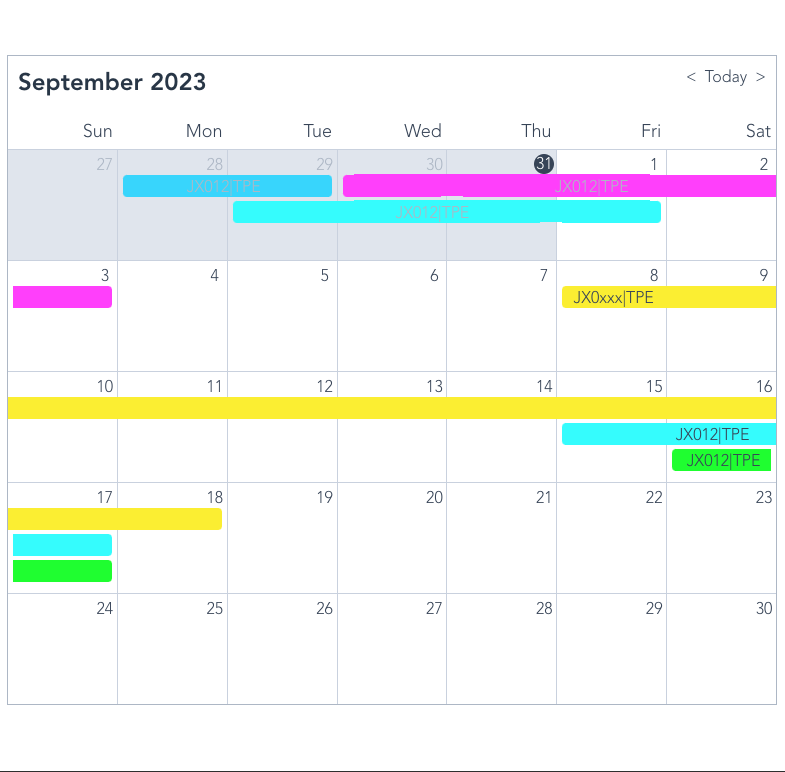 September 2023
< Today >
Sun Mon Tue Wed Thu Fri Sat
27 28 29 30 31 1 2
JX012|TPE JX012|TPE
JX012|TPE
3 4 5 6 7 8 9
JX0xxx|TPE
10 11 12 13 14 15 16
JX012|TPE
JX012|TPE
17 18 19 20 21 22 23
24 25 26 27 28 29 30